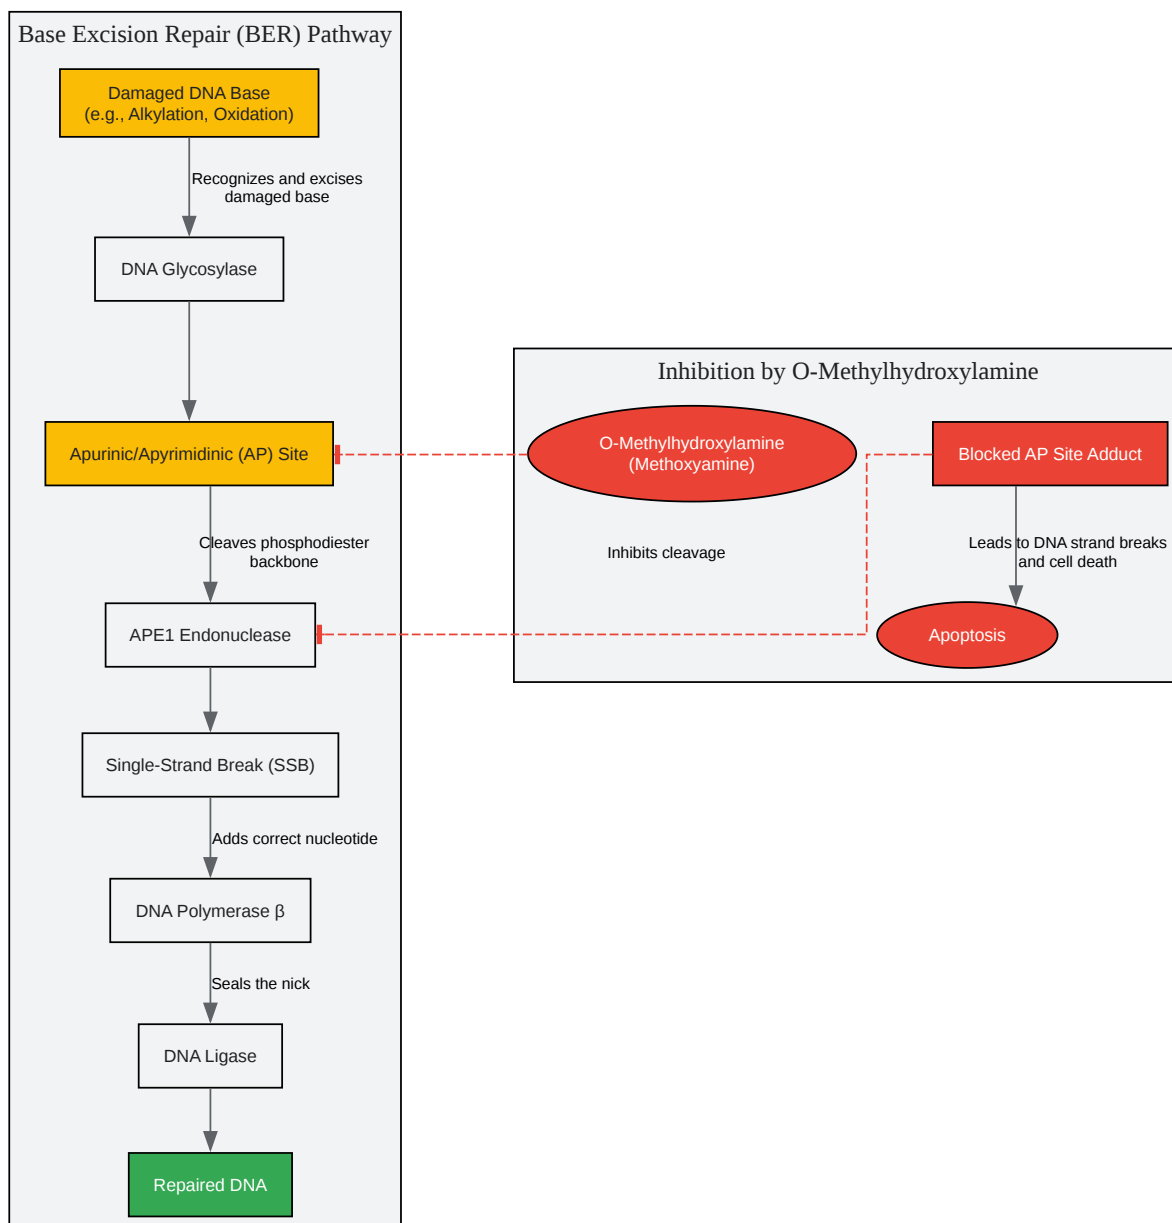 Base Excision Repair (BER) Pathway
Damaged DNA Base
(e.g., Alkylation, Oxidation)
Recognizes and excises
damaged base
DNA Glycosylase
Apurinic/Apyrimidinic (AP) Site
Cleaves phosphodiester
backbone
APE1 Endonuclease
Single-Strand Break (SSB)
Adds correct nucleotide
DNA Polymerase β
Seals the nick
DNA Ligase
Repaired DNA
Inhibition by O-Methylhydroxylamine
O-Methylhydroxylamine
(Methoxyamine)
Blocked AP Site Adduct
Inhibits cleavage
Leads to DNA strand breaks
and cell death
Apoptosis